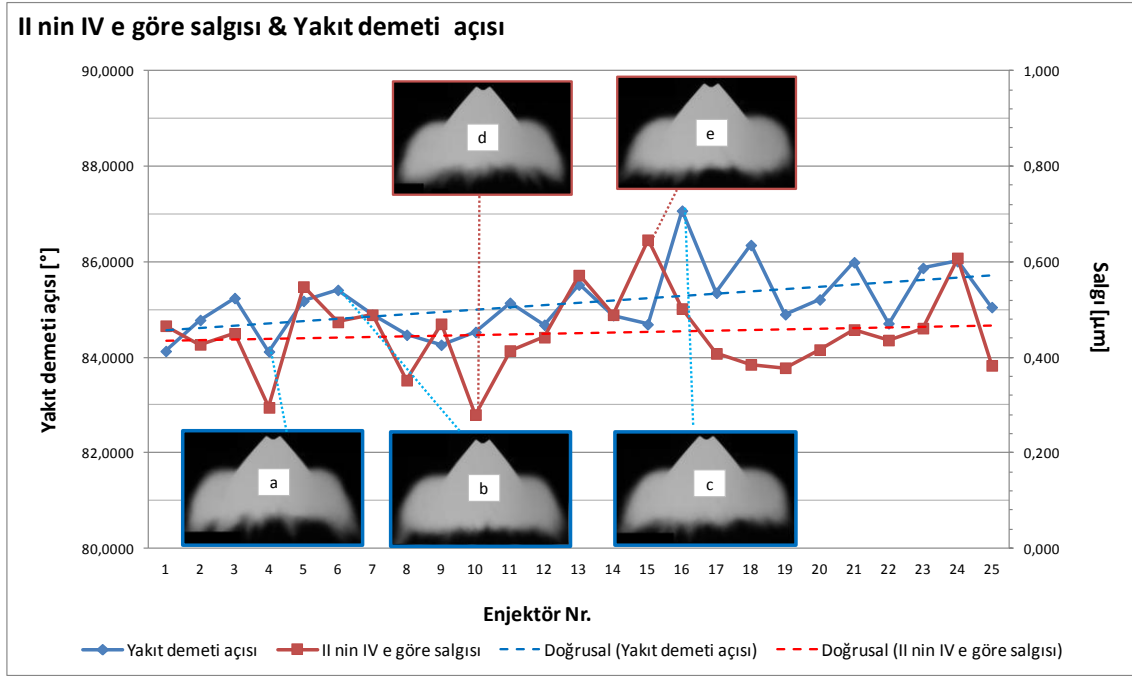 II nin IV e göre salgısı & Yakıt demeti açısı
90,0000
88,0000
86,0000
84,0000
82,0000
80,0000
Yakıt demeti açısı [°]
1,000
0,800
0,600
0,400
0,200
0,000
Salgı [µm]
d
e
a
b
c
1 2 3 4 5 6 7 8 9 10 11 12 13 14 15 16 17 18 19 20 21 22 23 24 25
Enjektör Nr.
Yakıt demeti açısı II nin IV e göre salgısı Doğrusal (Yakıt demeti açısı) Doğrusal (II nin IV e göre salgısı)